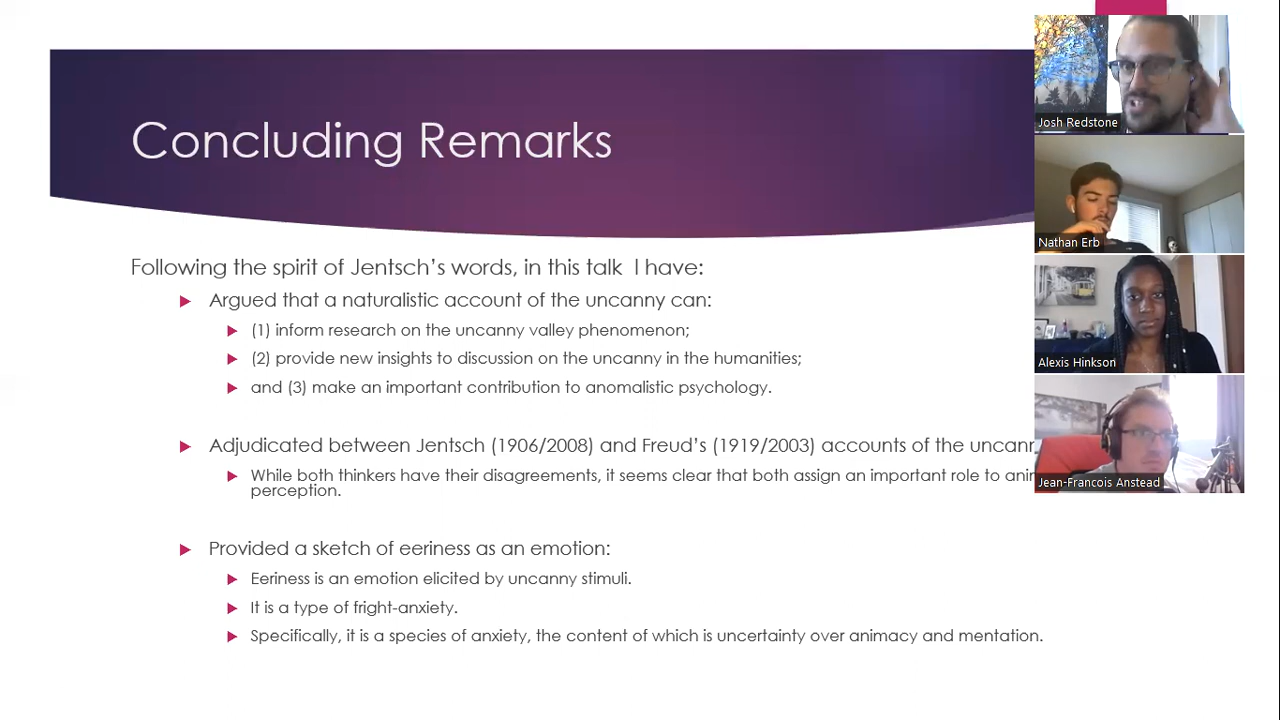 Concluding Remarks
Following the spirit of Jentsch's words, in this talk I have:
Argued that a naturalistic account of the uncanny can:
(1) inform research on the uncanny valley phenomenon;
(2) provide new insights to discussion on the uncanny in the humanities;
and (3) make an important contribution to anomalistic psychology.
Adjudicated between Jentsch (1906/2008) and Freud's (1919/2003) accounts of the
While both thinkers have their disagreements, it seems clear that both assign an important role to
perception.
Provided a sketch of eeriness as an emotion:
Eeriness is an emotion elicited by uncanny stimuli.
It is a type of fright-anxiety.
Specifically, it is a species of anxiety, the content of which is uncertainty over animacy and mentation.
Josh Redstone
Nathan Erb
Alexis Hinkson
Jean-Francois Anstead